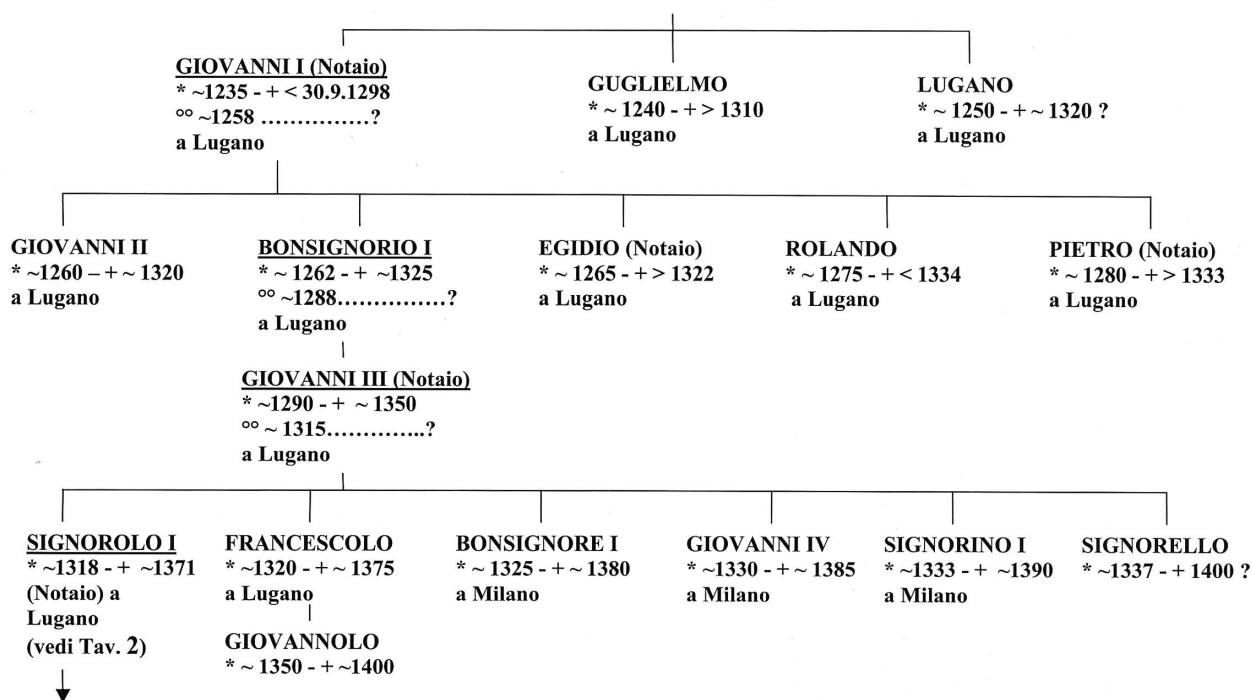 GIOVANNI I (Notaio)
* ~1235 - + < 30.9.1298
°° ~1258 ……………?
a Lugano
GUGLIELMO
* ~ 1240 - + > 1310
a Lugano
LUGANO
* ~ 1250 - + ~ 1320 ?
a Lugano
GIOVANNI II
* ~1260 – + ~ 1320
a Lugano
BONSIGNORIO I
* ~ 1262 - + ~1325
°° ~1288……………?
a Lugano
EGIDIO (Notaio)
* ~ 1265 - + > 1322
a Lugano
ROLANDO
* ~ 1275 - + < 1334
a Lugano
PIETRO (Notaio)
* ~ 1280 - + > 1333
a Lugano
GIOVANNI III (Notaio)
* ~1290 - + ~ 1350
°° ~ 1315…………..?
a Lugano
SIGNOROLO I
* ~1318 - + ~1371
(Notaio) a
Lugano
(vedi Tav. 2)
FRANCESCOLO
* ~1320 - + ~ 1375
a Lugano
GIOVANNOLO
* ~ 1350 - + ~1400
BONSIGNORE I
* ~ 1325 - + ~ 1380
a Milano
GIOVANNI IV
* ~1330 - + ~ 1385
a Milano
SIGNORINO I
* ~1333 - + ~1390
a Milano
SIGNORELLO
* ~1337 - + 1400 ?